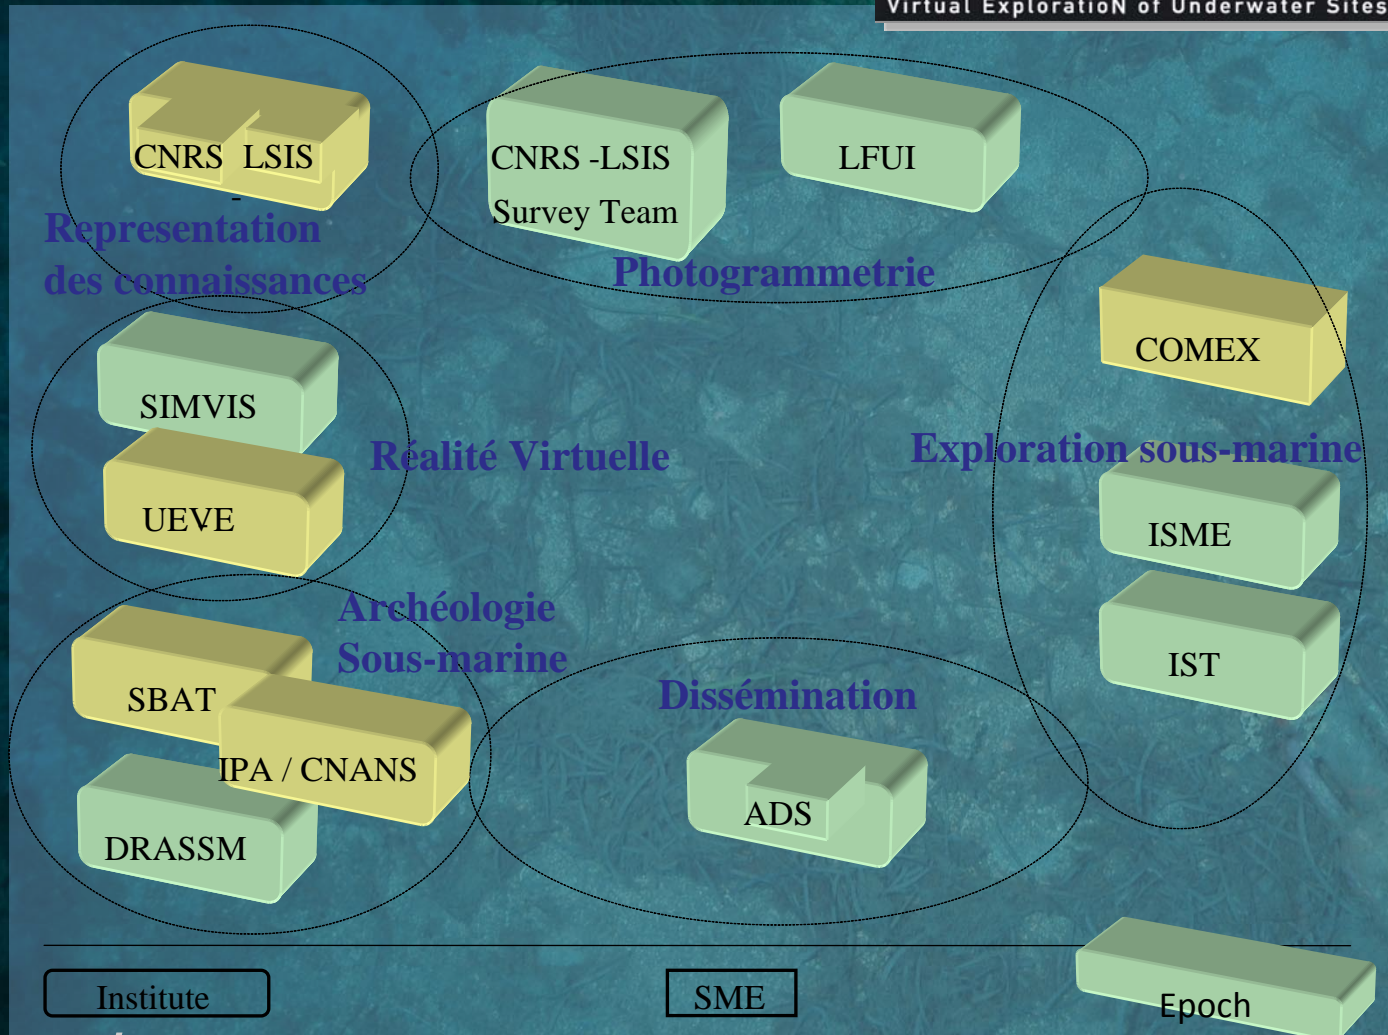 Virtual ExploratioN of Underwater Sites
CNRS LSIS
-
Representation
des connaissances
CNRS -LSIS
Survey Team
LFUI
Photogrammetrie
COMEX
SIMVIS
Réalité Virtuelle
UEVE
Exploration sous-marine
ISME
IST
Archéologie
Sous-marine
SBAT
IPA / CNANS
DRASSM
Dissémination
ADS
Institute
SME
Epoch